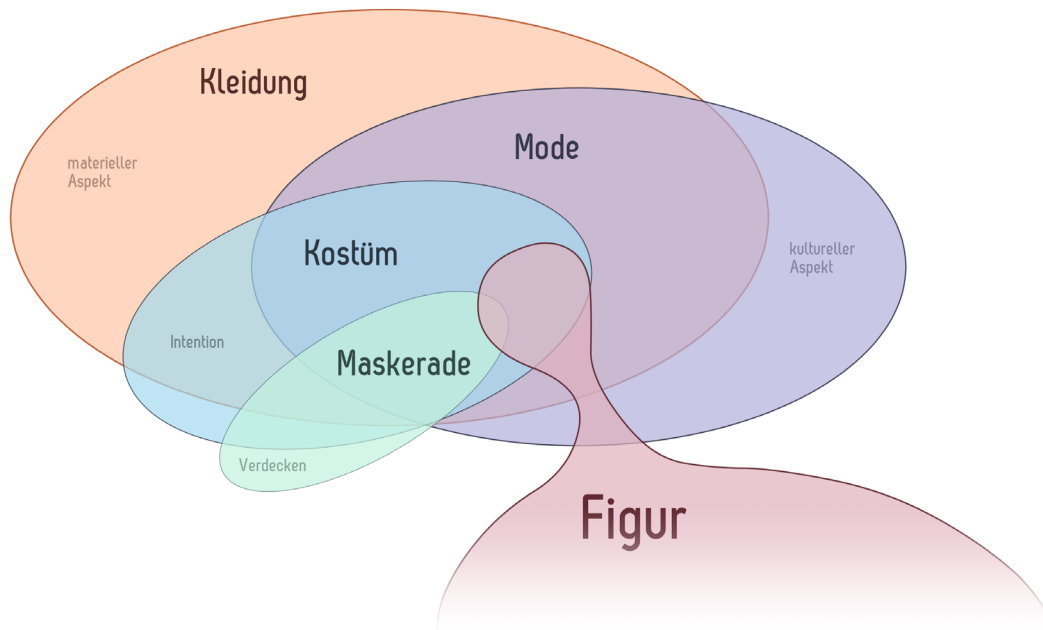 Kleidung
Mode
materieller
Aspekt
Kostüm
kultureller
Aspekt
Intention
Maskerade
Verdecken
Figur